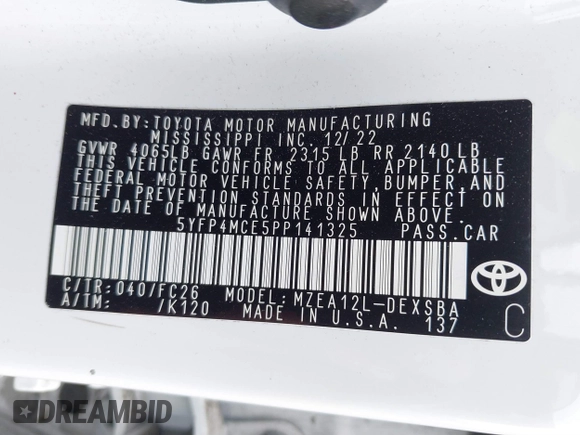 MFD. BY: TOYOTA MOTOR MANUFACTURING
MISSISSIPPI INC. 12/22
GVWR 4065LB GAWR FR. 2315 LB RR 2140 LB
THIS VEHICLE CONFORMS TO ALL APPLICABLE
FEDERAL MOTOR VEHICLE SAFETY, BUMPER, AND
THEFT PREVENTION STANDARDS IN EFFECT ON
THE DATE OF MANUFACTURE SHOWN ABOVE.
5YFP4MCE5PP141325 PASS. CAR
C/TR: 040/FC26 MODEL: MZEA12L-DEXSBA
A/TM: /K120 MADE IN U.S.A. 137
C
DREAMBID